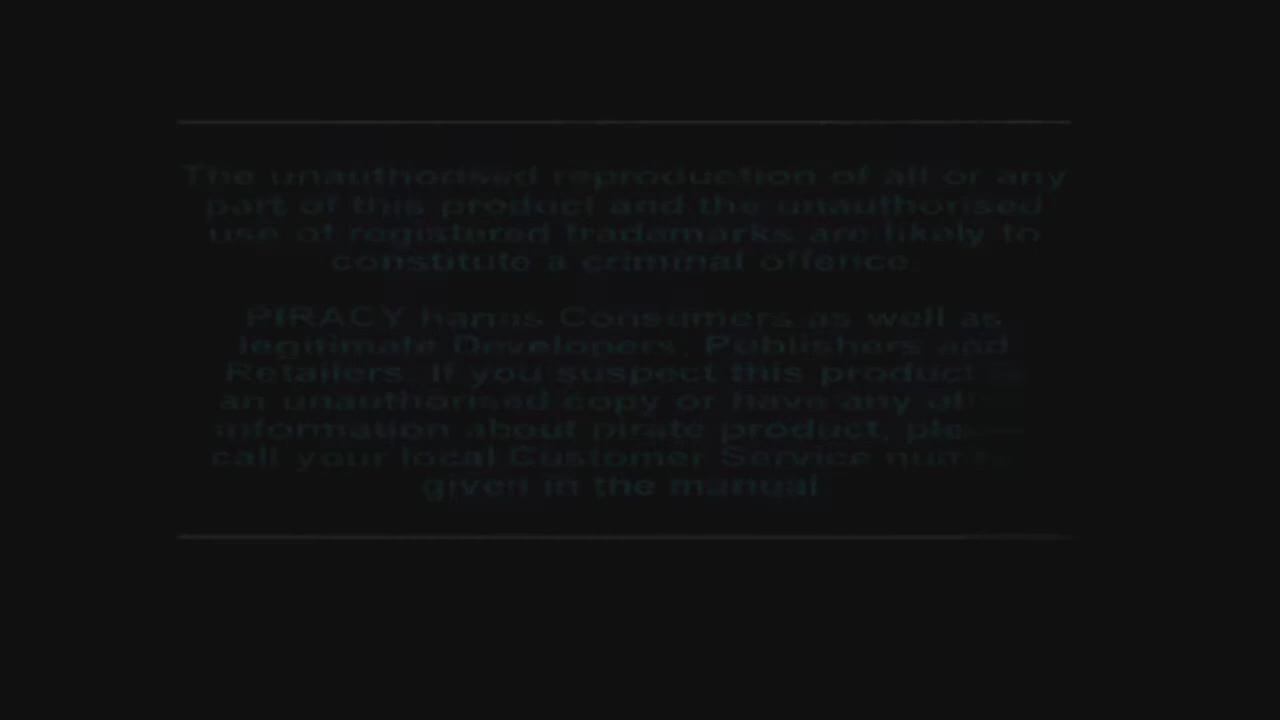 The unauthorised reproduction of all or any
part of this product and the unauthorised
use of registered trademarks are likely to
constitute a criminal offence.
PIRACY harms Consumers as well as
legitimate Developers, Publishers and
Retailers. If you suspect this product
an unauthorised copy or have any
information about pirate product,
call your local Customer Service
given in the manual.